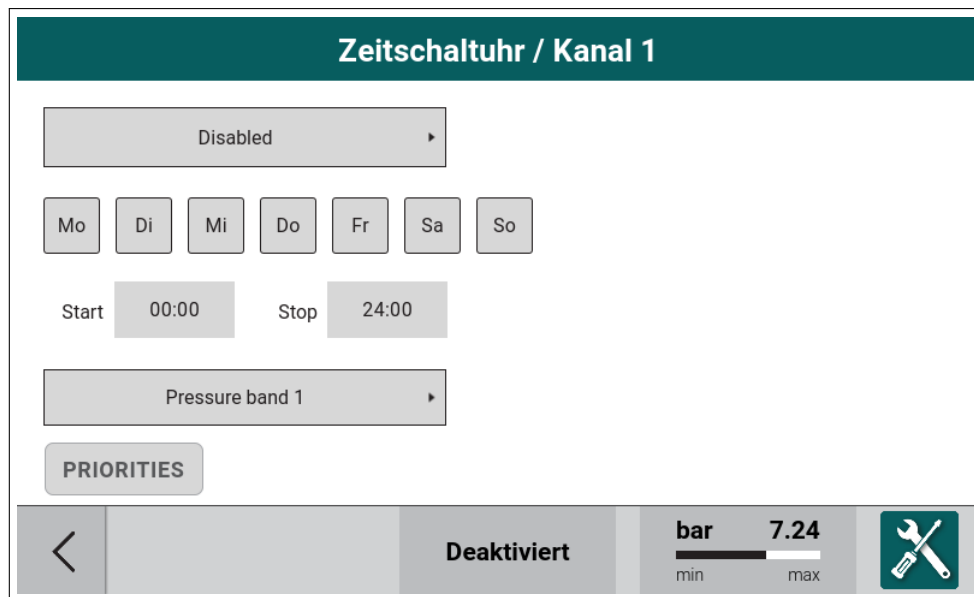 Zeitschaltuhr / Kanal 1
Disabled
Mo Di Mi Do Fr Sa So
Start 00:00 Stop 24:00
Pressure band 1
PRIORITIES
Deaktiviert
bar 7.24
min max